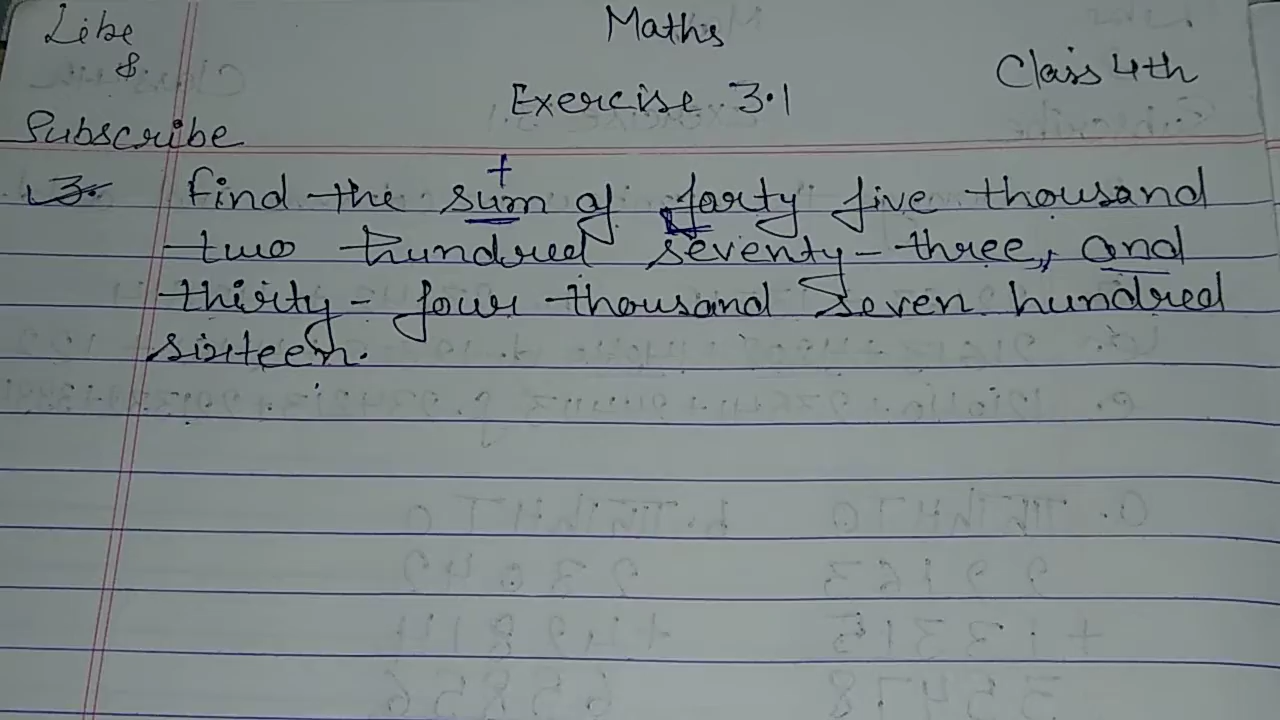 Like
&
Subscribe
Maths
Exercise 3.1
Class 4th
+
3. find the sum of forty five thousand
two hundred seventy-three, and
thirty-four thousand seven hundred
sixteen.